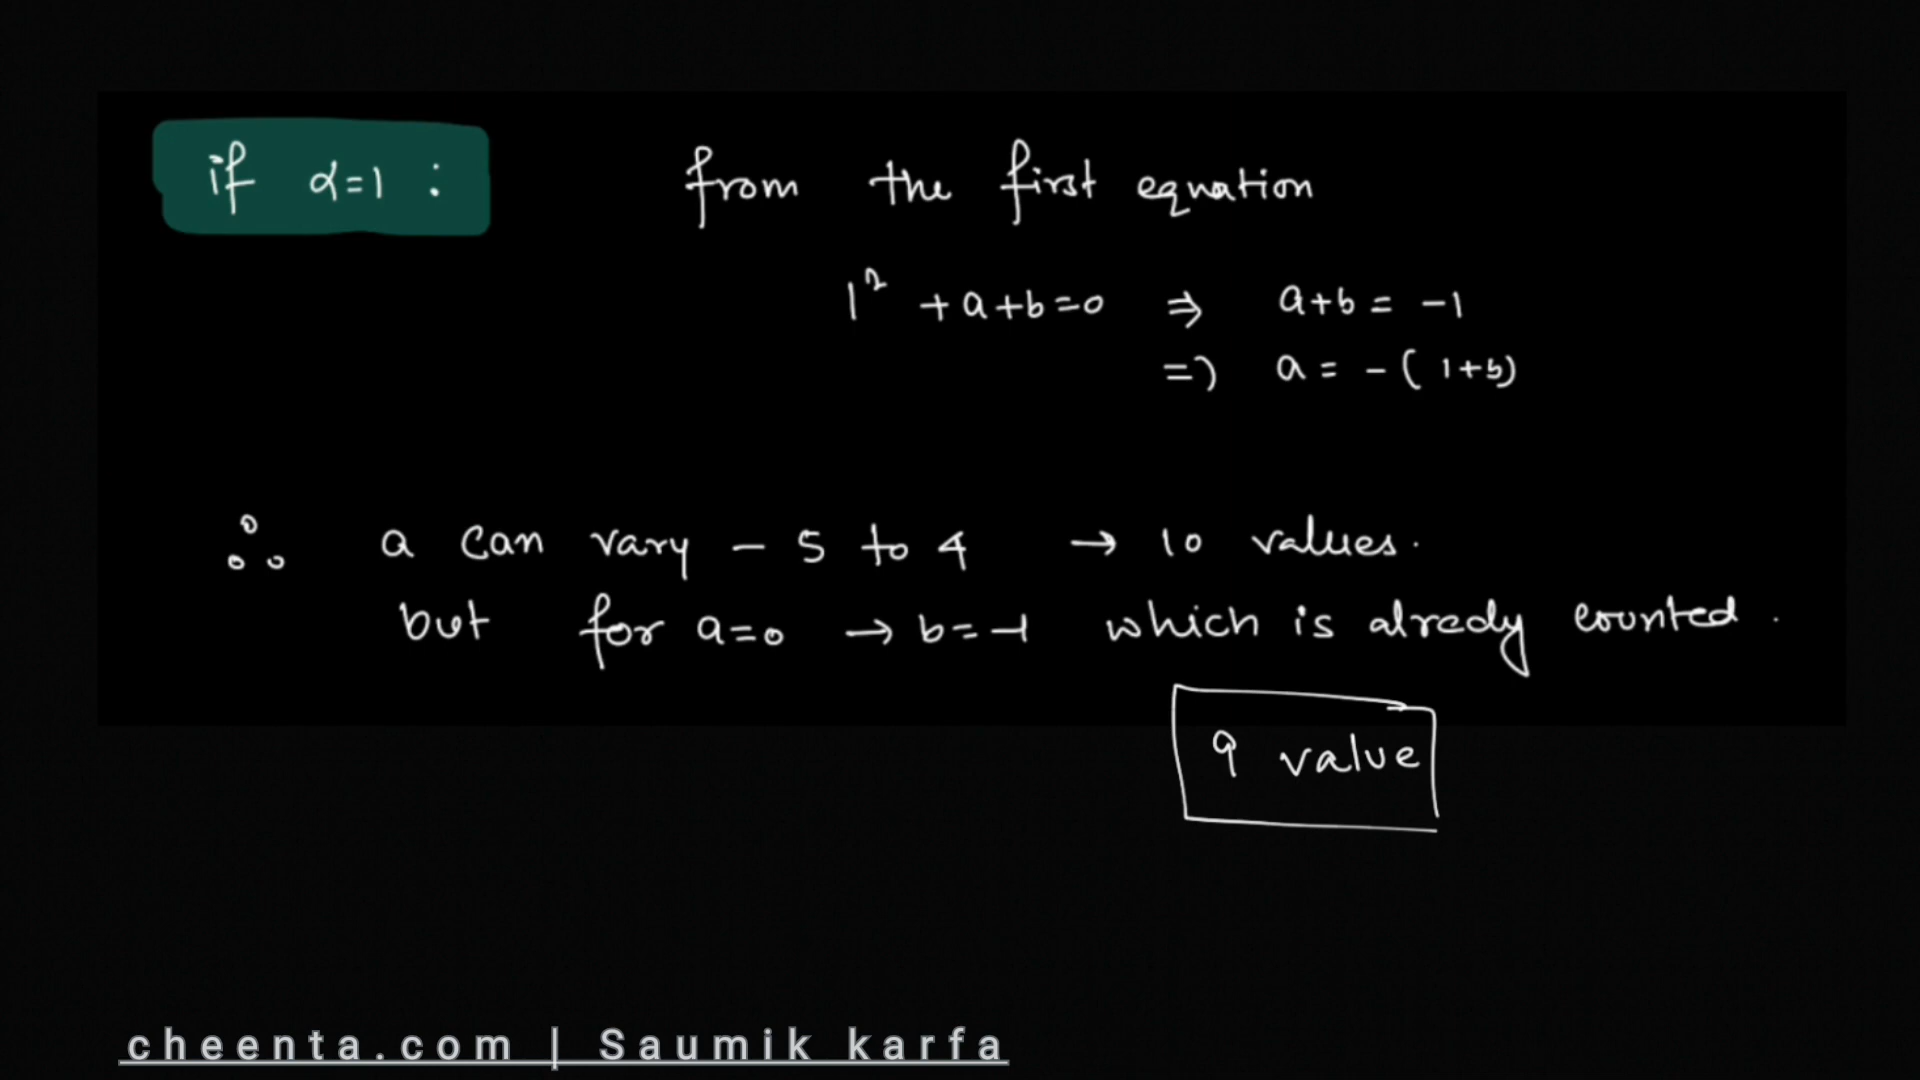 if α=1 : from the first equation
1² + a+b=0 ⇒ a+b = -1
=) a = - ( 1+b)
∴ a can vary - 5 to 4 → 10 values.
but for a=0 → b=-1 which is alredy counted .
9 value
cheenta.com | Saumik karfa